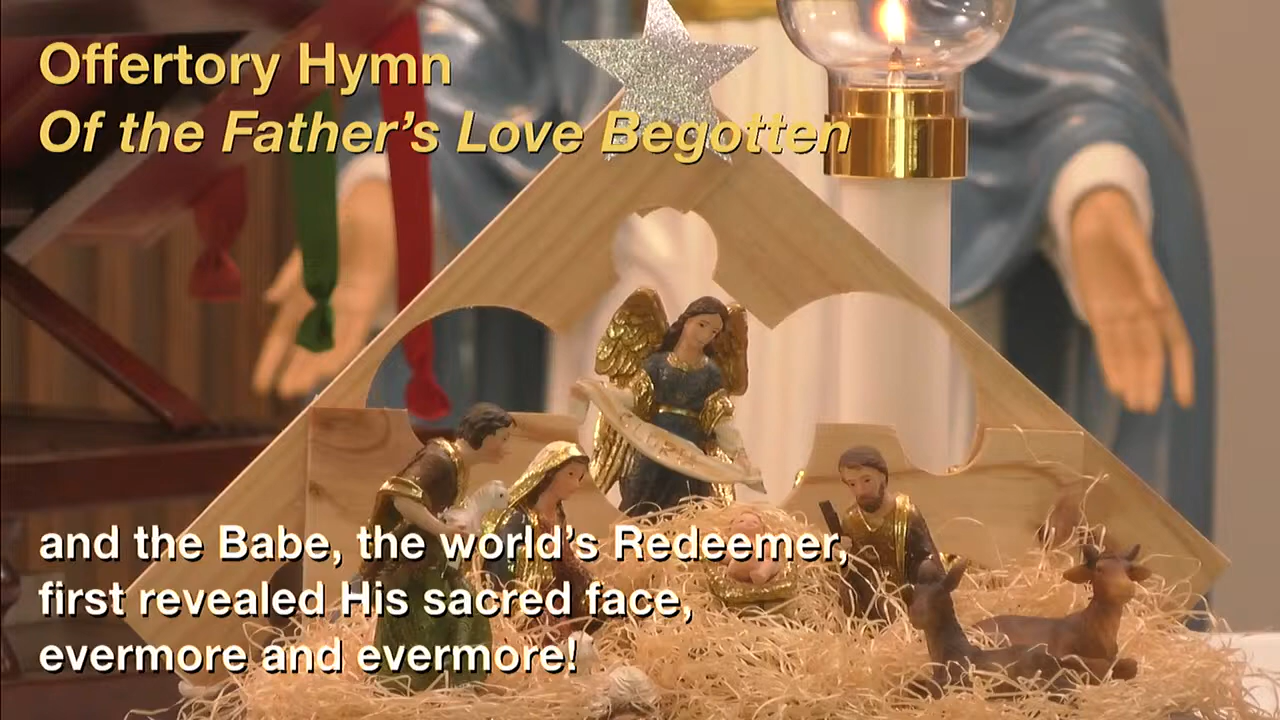 Offertory Hymn
Of the Father's Love Begotten
and the Babe, the world's Redeemer,
first revealed His sacred face,
evermore and evermore!